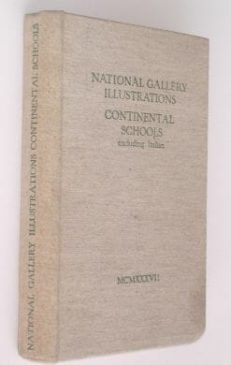 NATIONAL GALLERY
ILLUSTRATIONS
CONTINENTAL
SCHOOLS
excluding Italian
MCMXXXVII
NATIONAL GALLERY ILLUSTRATIONS CONTINENTAL SCHOOLS